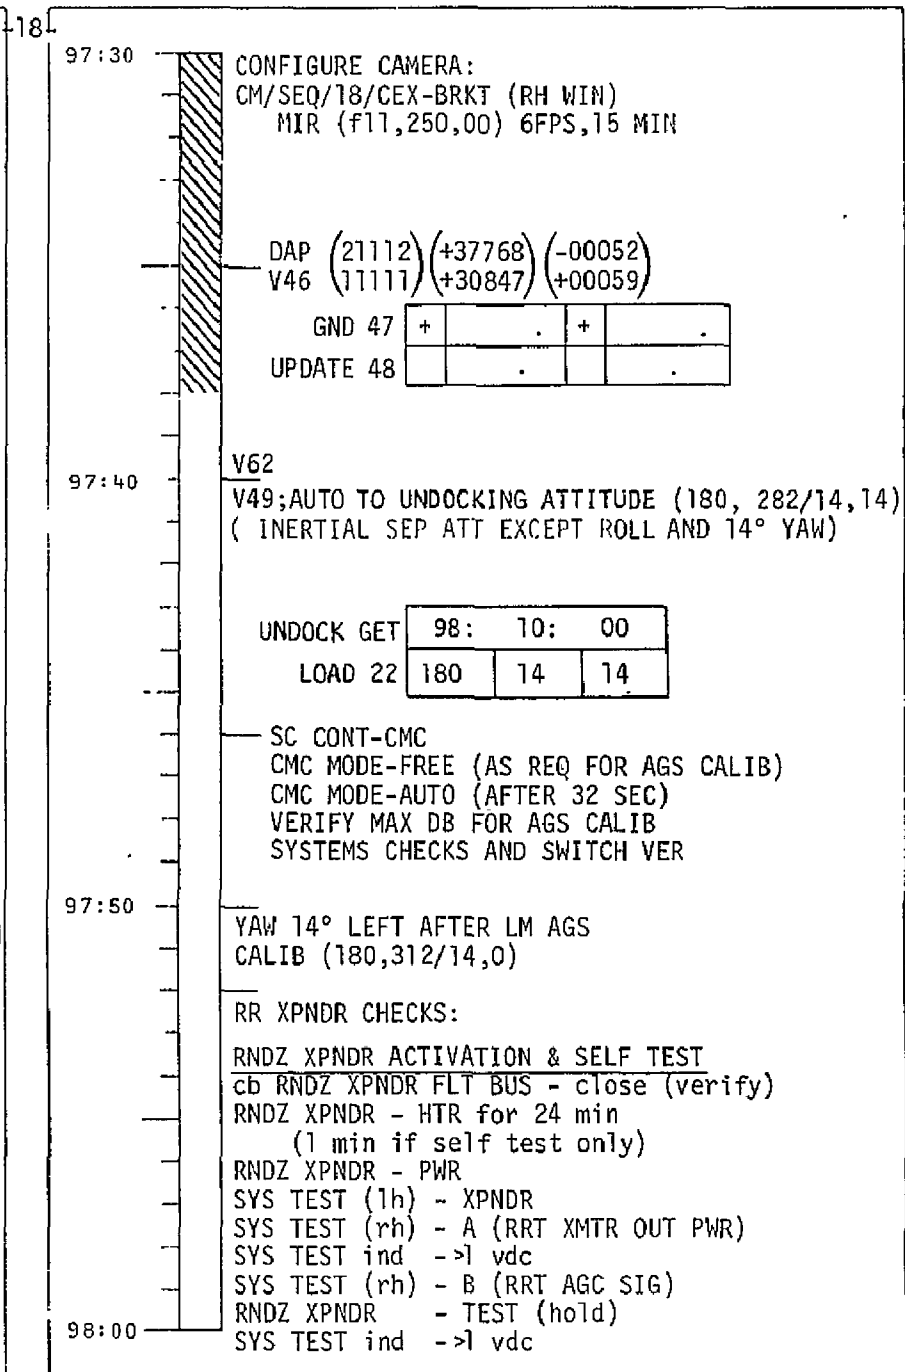 -18-
97:30
CONFIGURE CAMERA:
CM/SEQ/18/CEX-BRKT (RH WIN)
MIR (f11,250,00) 6FPS,15 MIN
DAP (21112)(+37768)(-00052)
V46 (11111)(+30847)(+00059)
GND 47 + . + .
UPDATE 48 . .
V62
97:40
V49;AUTO TO UNDOCKING ATTITUDE (180, 282/14,14)
( INERTIAL SEP ATT EXCEPT ROLL AND 14° YAW)
UNDOCK GET 98: 10: 00
LOAD 22 180 14 14
SC CONT-CMC
CMC MODE-FREE (AS REQ FOR AGS CALIB)
CMC MODE-AUTO (AFTER 32 SEC)
VERIFY MAX DB FOR AGS CALIB
SYSTEMS CHECKS AND SWITCH VER
97:50
YAW 14° LEFT AFTER LM AGS
CALIB (180,312/14,0)
RR XPNDR CHECKS:
RNDZ XPNDR ACTIVATION & SELF TEST
cb RNDZ XPNDR FLT BUS - close (verify)
RNDZ XPNDR - HTR for 24 min
(1 min if self test only)
RNDZ XPNDR - PWR
SYS TEST (lh) - XPNDR
SYS TEST (rh) - A (RRT XMTR OUT PWR)
SYS TEST ind ->1 vdc
SYS TEST (rh) - B (RRT AGC SIG)
RNDZ XPNDR - TEST (hold)
98:00
SYS TEST ind ->1 vdc